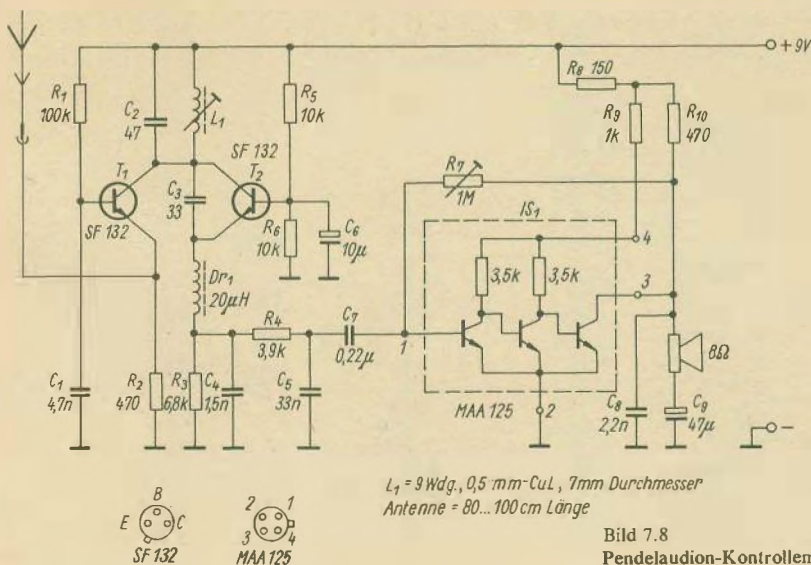 + 9V
R8 150
R1
100k
C2
47
L1
R5
10k
R9
1k
R10
470
SF 132
T1
T2
R7
1M
C3
33
SF 132
R6
10k
C6
10µ
IS1
4
3,5k
3,5k
3
Dr1
20µH
R4
3,9k
C7
0,22µ
1
8Ω
C1
4,7n
R2
470
R3
6,8k
C4
1,5n
C5
33n
MAA 125
2
C8
2,2n
C9
47µ
–
L1 = 9 Wdg., 0,5 mm-CuL, 7mm Durchmesser
Antenne = 80...100 cm Länge
B
E
C
SF 132
2
1
3
4
MAA 125
Bild 7.8
Pendelaudion-Kontrollem